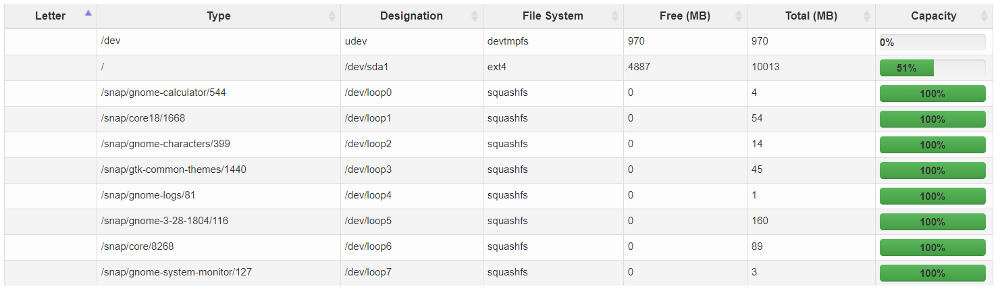 Letter Type Designation File System Free (MB) Total (MB) Capacity
/dev udev devtmpfs 970 970 0%
/ /dev/sda1 ext4 4887 10013 51%
/snap/gnome-calculator/544 /dev/loop0 squashfs 0 4 100%
/snap/core18/1668 /dev/loop1 squashfs 0 54 100%
/snap/gnome-characters/399 /dev/loop2 squashfs 0 14 100%
/snap/gtk-common-themes/1440 /dev/loop3 squashfs 0 45 100%
/snap/gnome-logs/81 /dev/loop4 squashfs 0 1 100%
/snap/gnome-3-28-1804/116 /dev/loop5 squashfs 0 160 100%
/snap/core/8268 /dev/loop6 squashfs 0 89 100%
/snap/gnome-system-monitor/127 /dev/loop7 squashfs 0 3 100%